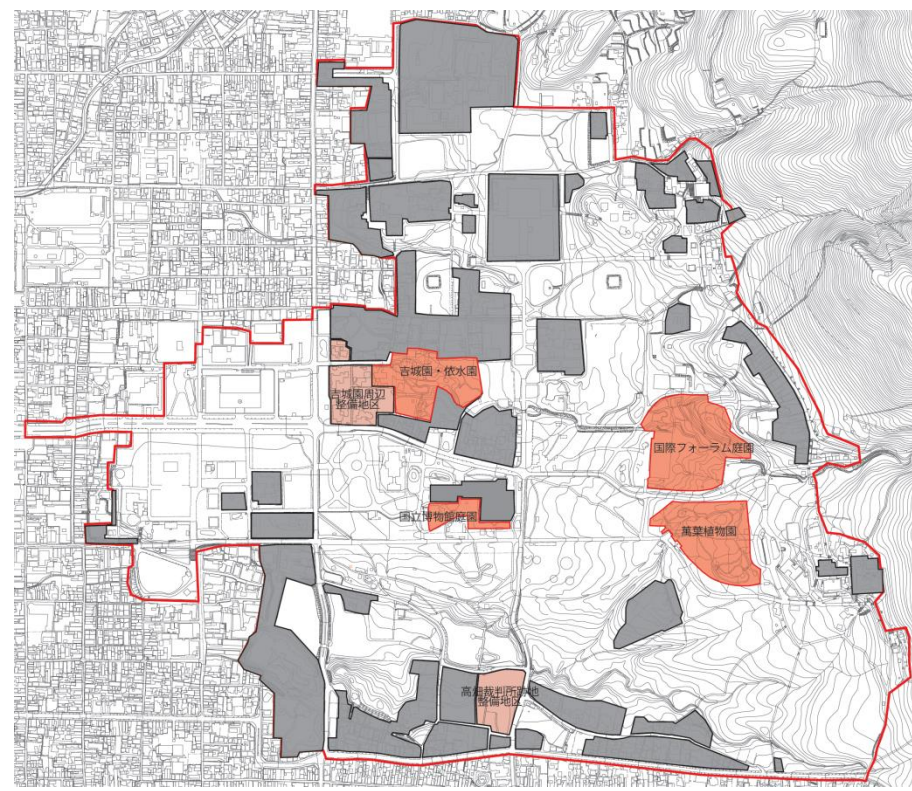 吉城園・依水園
吉城園周辺
整備地区
国際フォーラム庭園
国立博物館庭園
萬葉植物園
高畑裁判所跡地
整備地区